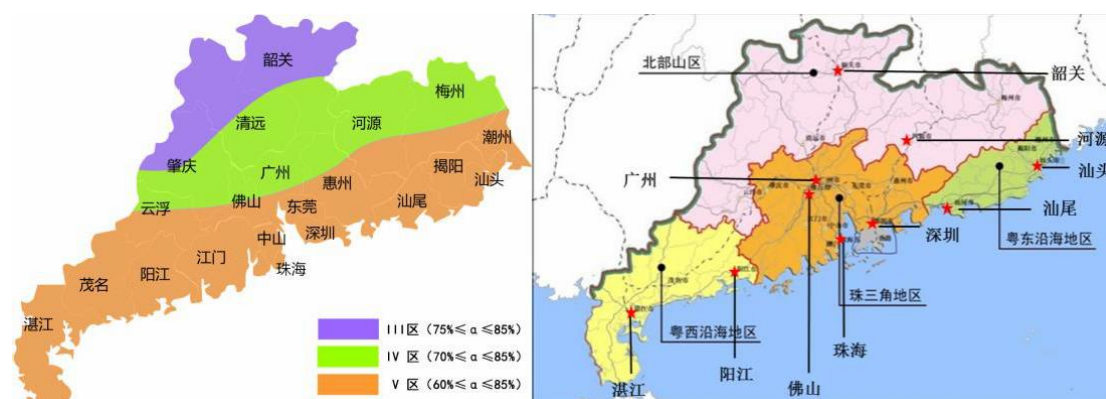 韶关
梅州
清远
河源
潮州
肇庆
广州
揭阳
惠州
汕头
云浮
佛山
东莞
汕尾
中山
深圳
江门
珠海
阳江
茂名
湛江
III区（75%≤α≤85%）
IV 区（70%≤α≤85%）
V 区（60%≤α≤85%）
北部山区
韶关
河源
广州
汕头
汕尾
深圳
粤东沿海地区
珠三角地区
粤西沿海地区
珠海
阳江
湛江
佛山